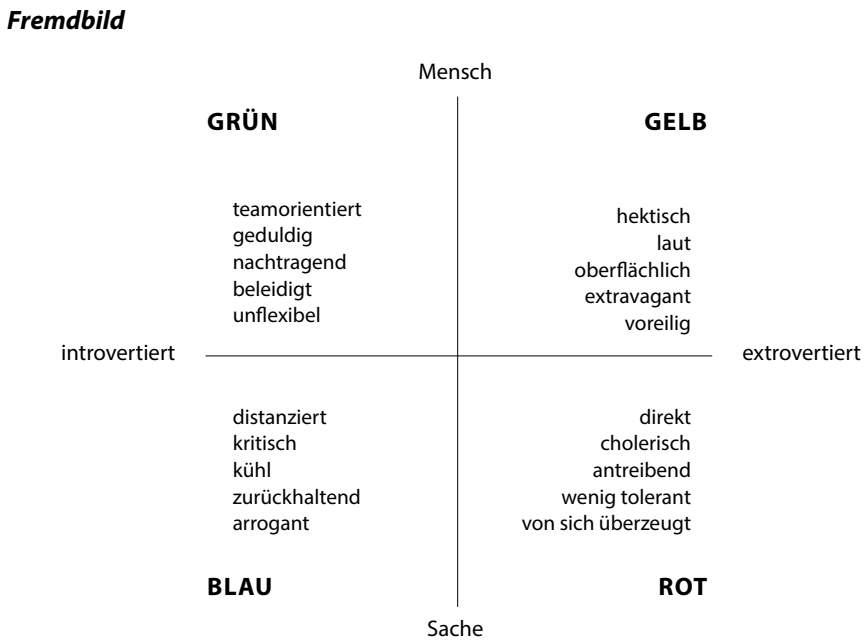 Fremdbild
Mensch
GRÜN
GELB
teamorientiert
geduldig
nachtragend
beleidigt
unflexibel
hektisch
laut
oberflächlich
extravagant
voreilig
introvertiert
extrovertiert
distanziert
kritisch
kühl
zurückhaltend
arrogant
direkt
cholerisch
antreibend
wenig tolerant
von sich überzeugt
BLAU
ROT
Sache